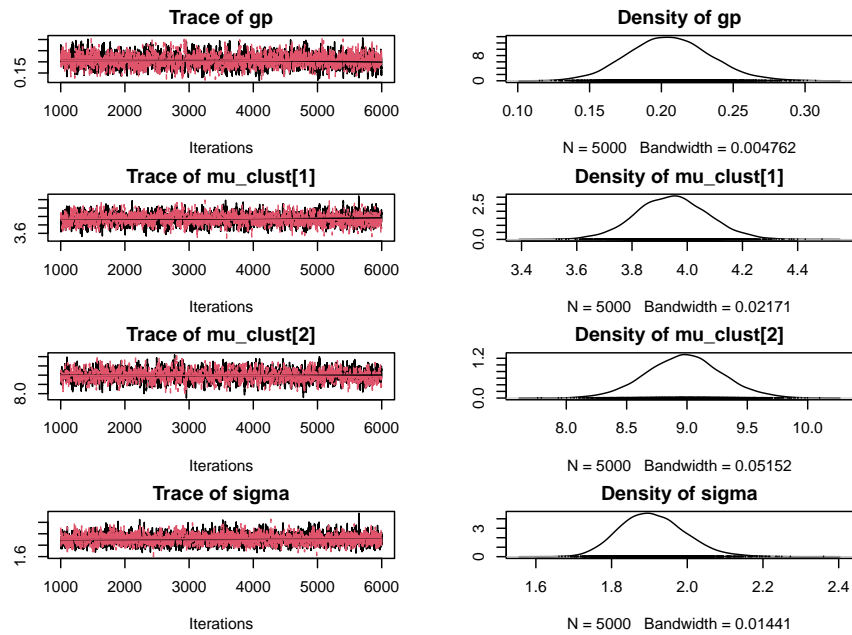 Trace of gp
0.15
1000 2000 3000 4000 5000 6000
Iterations
Density of gp
0 8
0.10 0.15 0.20 0.25 0.30
N = 5000 Bandwidth = 0.004762
Trace of mu_clust[1]
3.6
1000 2000 3000 4000 5000 6000
Iterations
Density of mu_clust[1]
0.0 2.5
3.4 3.6 3.8 4.0 4.2 4.4
N = 5000 Bandwidth = 0.02171
Trace of mu_clust[2]
8.0
1000 2000 3000 4000 5000 6000
Iterations
Density of mu_clust[2]
0.0 1.2
8.0 8.5 9.0 9.5 10.0
N = 5000 Bandwidth = 0.05152
Trace of sigma
1.6
1000 2000 3000 4000 5000 6000
Iterations
Density of sigma
0 3
1.6 1.8 2.0 2.2 2.4
N = 5000 Bandwidth = 0.01441